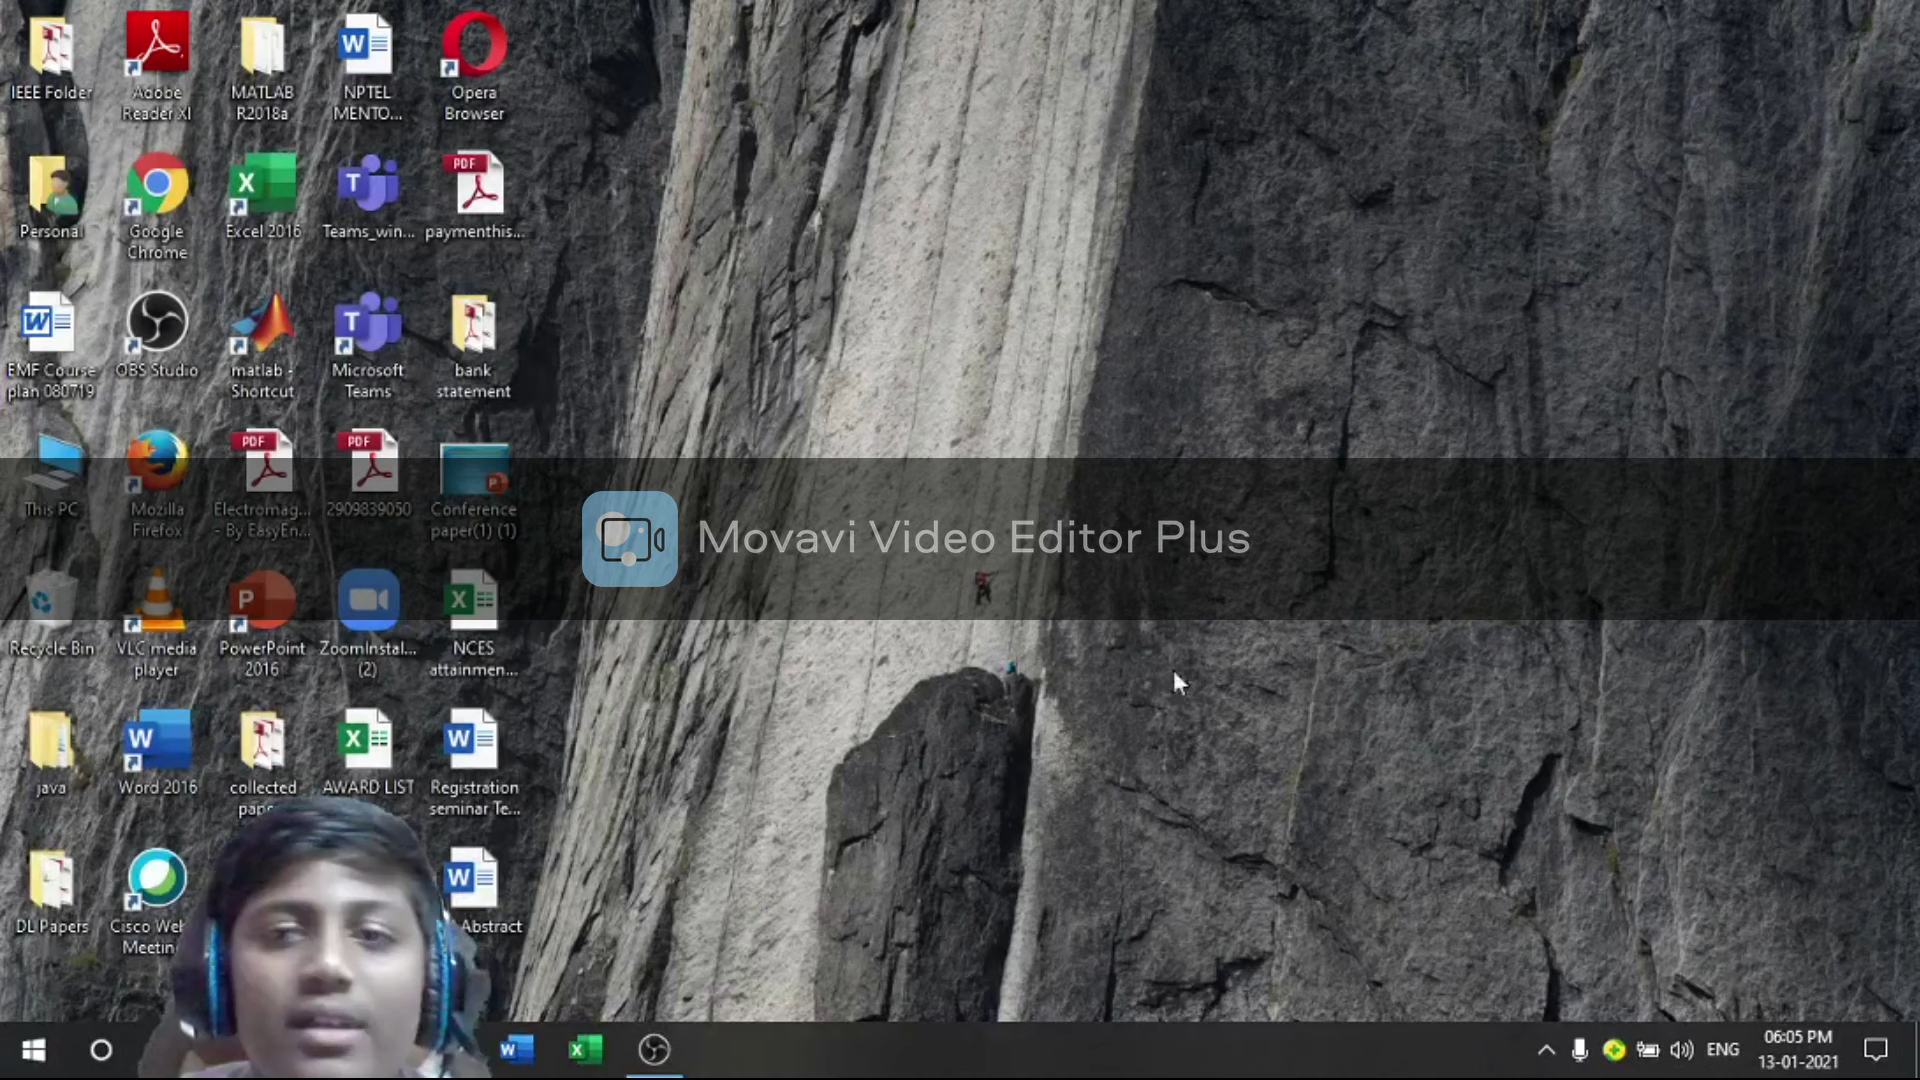 IEEE Folder
Adobe
Reader XI
MATLAB
R2018a
NPTEL
MENTO...
Opera
Browser
Personal
Google
Chrome
Excel 2016
Teams_win...
PDF
paymenthis...
EMF Course
plan 080719
OBS Studio
matlab -
Shortcut
Microsoft
Teams
bank
statement
This PC
Mozilla
Firefox
PDF
Electromag...
- By EasyEn...
PDF
2909839050
Conference
paper(1) (1)
Movavi Video Editor Plus
Recycle Bin
VLC media
player
PowerPoint
2016
ZoomInstal...
(2)
NCES
attainmen...
java
Word 2016
collected
AWARD LIST
Registration
seminar Te...
DL Papers
Cisco
Abstract
ENG
06:05 PM
13-01-2021